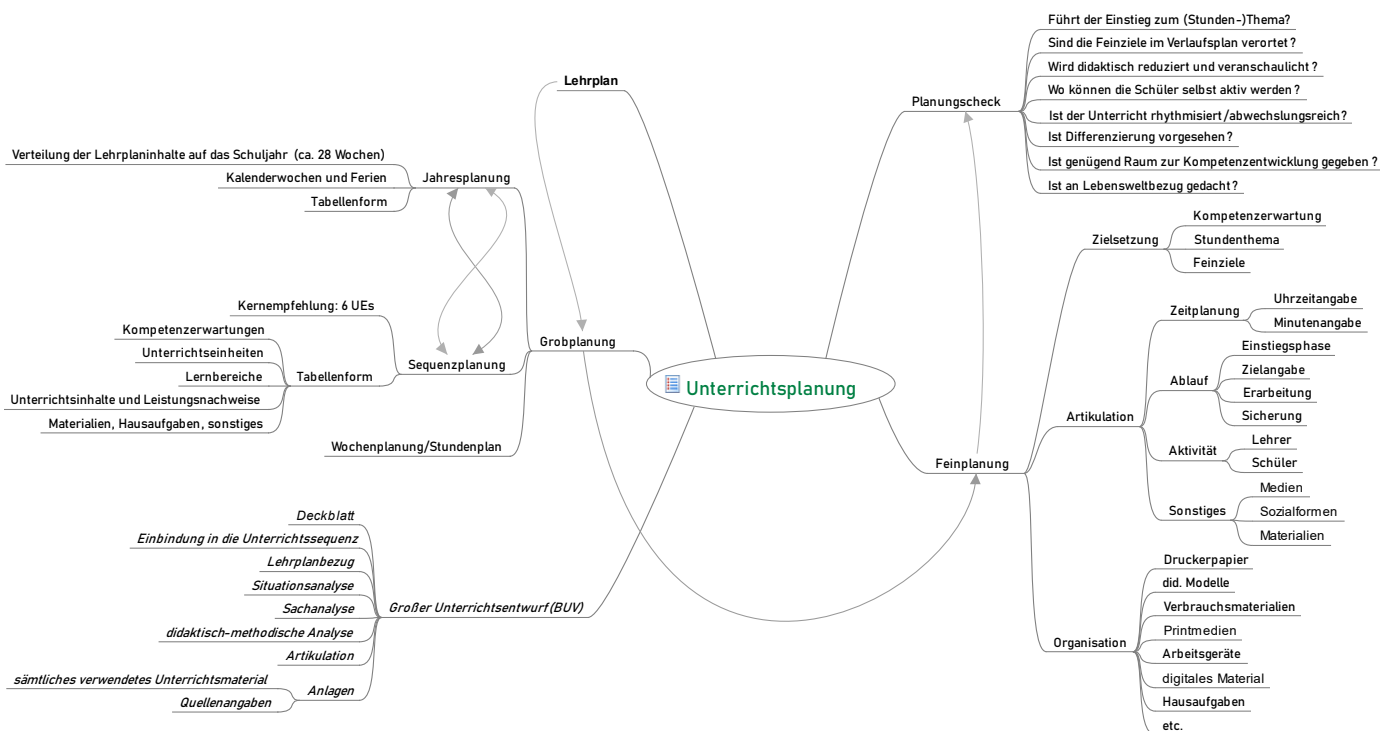 Unterrichtsplanung
Lehrplan
Grobplanung
Jahresplanung
Verteilung der Lehrplaninhalte auf das Schuljahr (ca. 28 Wochen)
Kalenderwochen und Ferien
Tabellenform
Sequenzplanung
Kernempfehlung: 6 UEs
Tabellenform
Kompetenzerwartungen
Unterrichtseinheiten
Lernbereiche
Unterrichtsinhalte und Leistungsnachweise
Materialien, Hausaufgaben, sonstiges
Wochenplanung/Stundenplan
Großer Unterrichtsentwurf (BUV)
Deckblatt
Einbindung in die Unterrichtssequenz
Lehrplanbezug
Situationsanalyse
Sachanalyse
didaktisch-methodische Analyse
Artikulation
Anlagen
sämtliches verwendetes Unterrichtsmaterial
Quellenangaben
Planungscheck
Führt der Einstieg zum (Stunden-)Thema?
Sind die Feinziele im Verlaufsplan verortet?
Wird didaktisch reduziert und veranschaulicht?
Wo können die Schüler selbst aktiv werden?
Ist der Unterricht rhythmisiert/abwechslungsreich?
Ist Differenzierung vorgesehen?
Ist genügend Raum zur Kompetenzentwicklung gegeben?
Ist an Lebensweltbezug gedacht?
Feinplanung
Zielsetzung
Kompetenzerwartung
Stundenthema
Feinziele
Artikulation
Zeitplanung
Uhrzeitangabe
Minutenangabe
Ablauf
Einstiegsphase
Zielangabe
Erarbeitung
Sicherung
Aktivität
Lehrer
Schüler
Sonstiges
Medien
Sozialformen
Materialien
Organisation
Druckerpapier
did. Modelle
Verbrauchsmaterialien
Printmedien
Arbeitsgeräte
digitales Material
Hausaufgaben
etc.